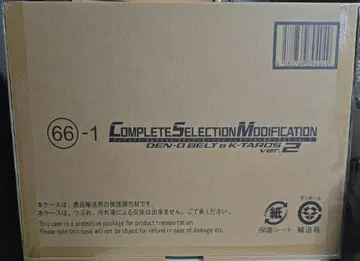 66-1 COMPLETE SELECTION MODIFICATION
DEN-O BELT & K-TAROS
ver.2
本ケースは、商品輸送用の保護梱包材です。
本ケースは、つぶれ、汚れ等による交換は出来ません。ご了承ください。
This case is a protective package for product transportation.
Please note this case will not be object for refund in case of damage etc.
紙
保護シート
ダンボール
輸送箱